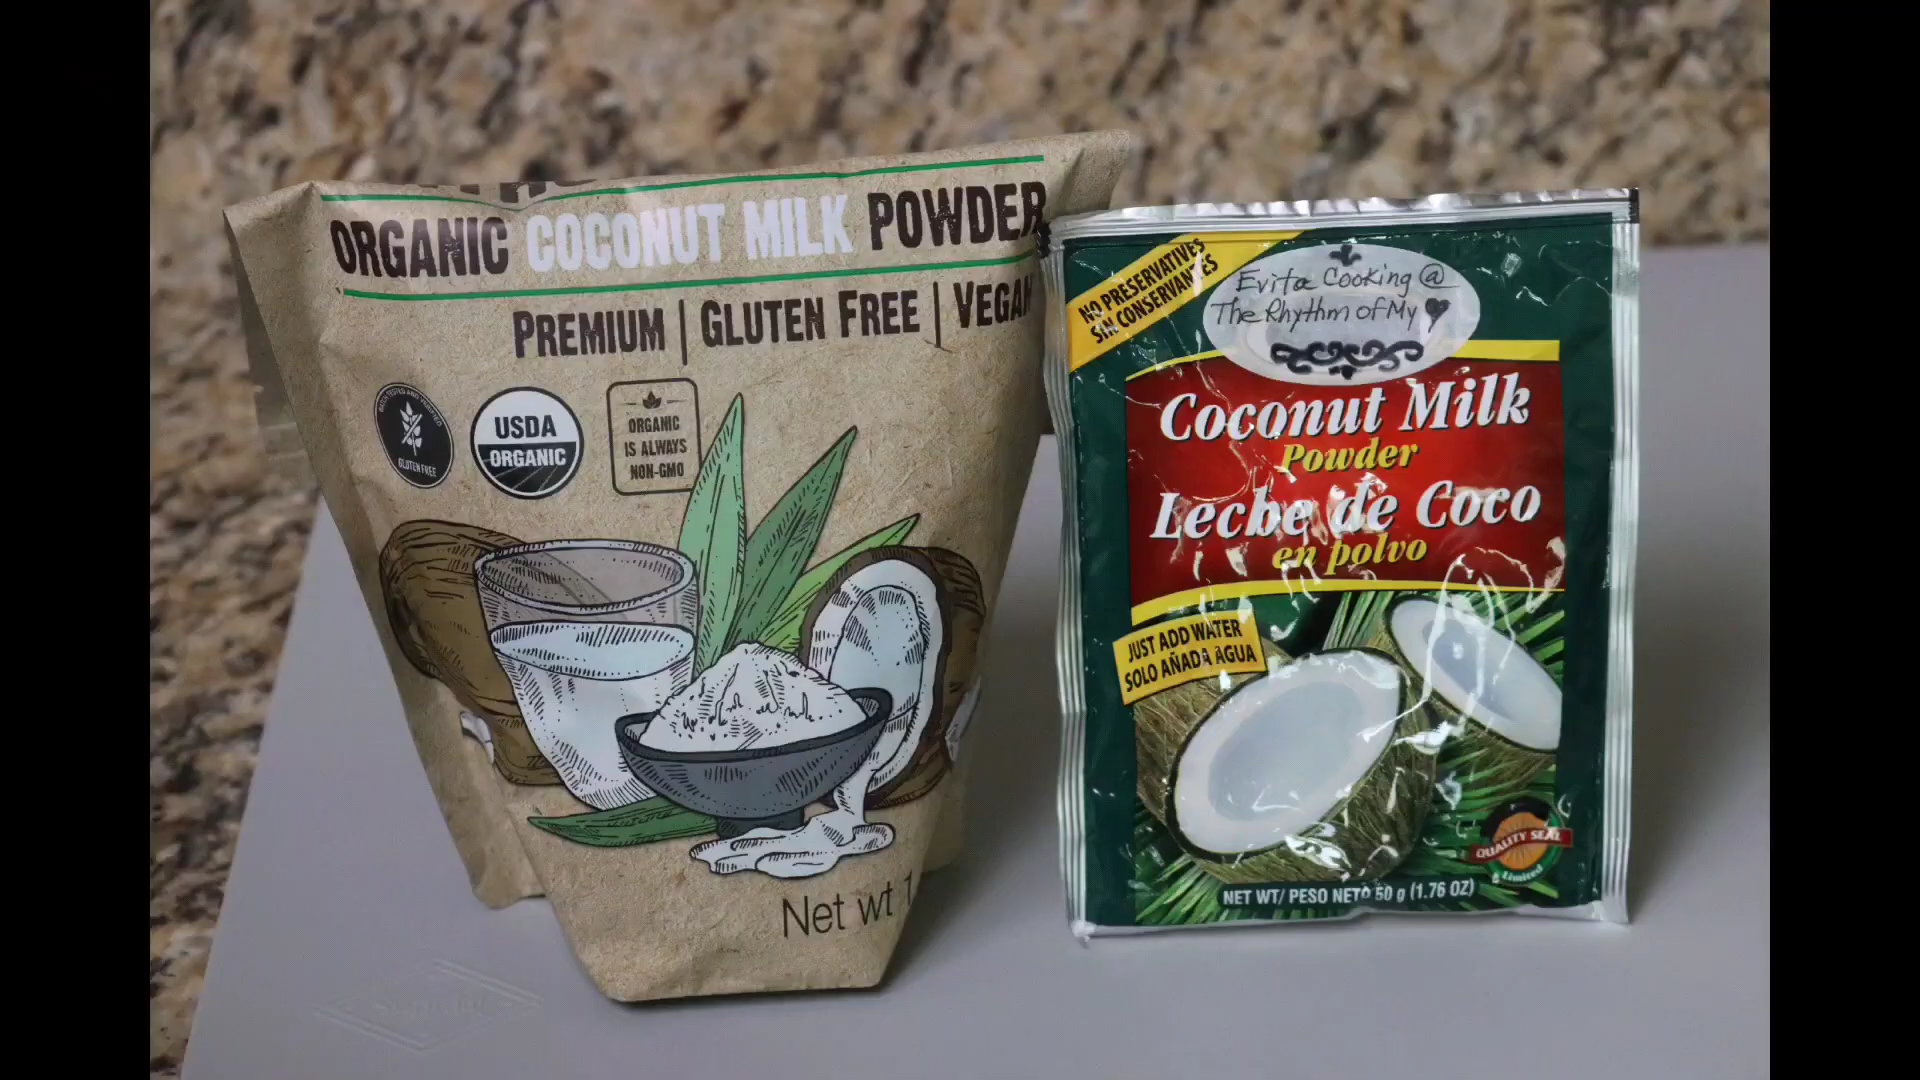 ORGANIC COCONUT MILK POWDER
PREMIUM | GLUTEN FREE | VEGAN
GLUTEN FREE
USDA
ORGANIC
ORGANIC
IS ALWAYS
NON-GMO
Net wt 1
NO PRESERVATIVES
SIN CONSERVANTES
Evita Cooking @
The Rhythm of My
Coconut Milk
Powder
Leche de Coco
en polvo
JUST ADD WATER
SOLO AÑADA AGUA
QUALITY SEAL
Limited
NET WT/ PESO NETO 50 g (1.76 OZ)